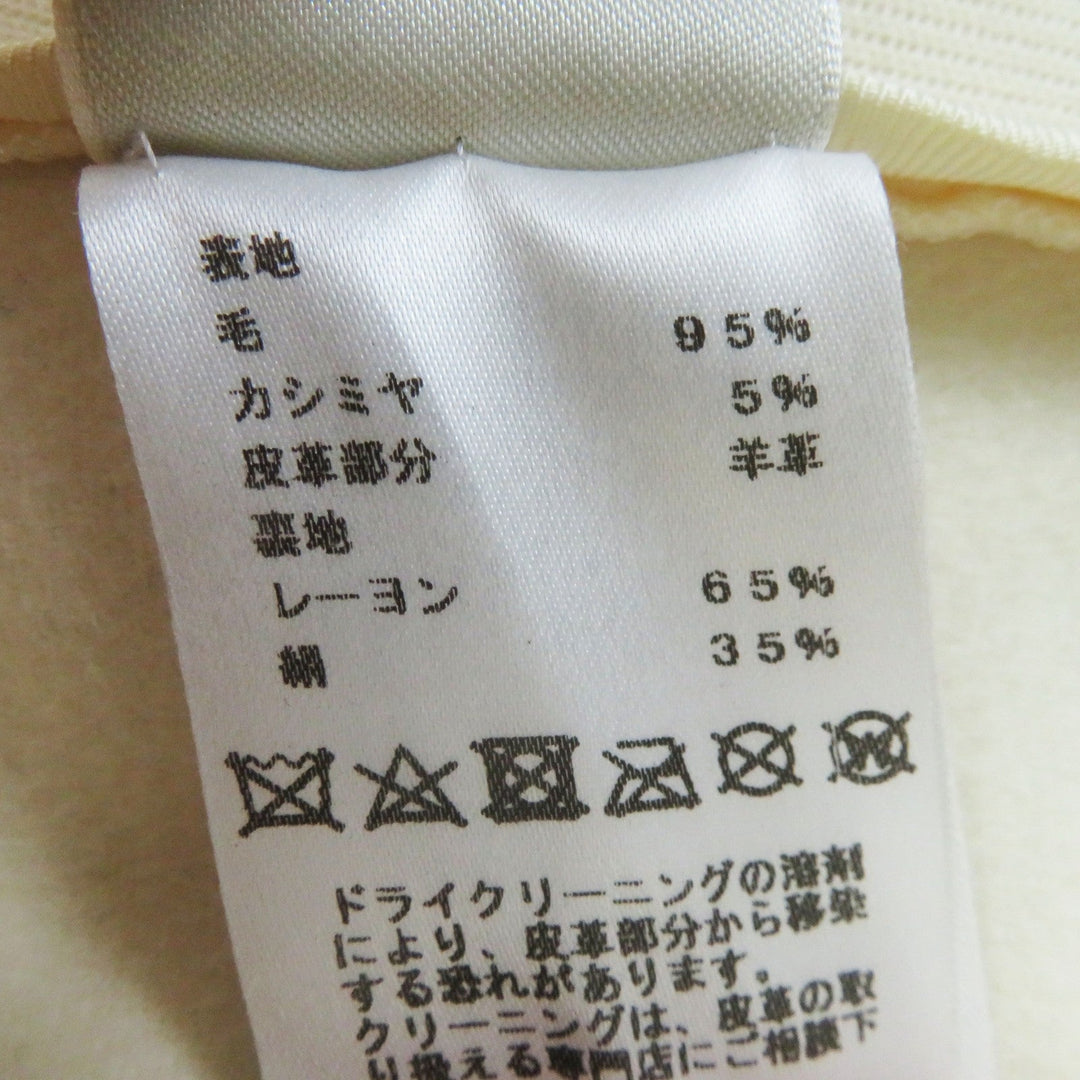 表地
毛 95%
カシミヤ 5%
皮革部分 羊革
裏地
レーヨン 65%
絹 35%
ドライクリーニングの溶剤
により、皮革部分から移染
する恐れがあります。
クリーニングは、皮革の取
り扱える専門店にご相談下